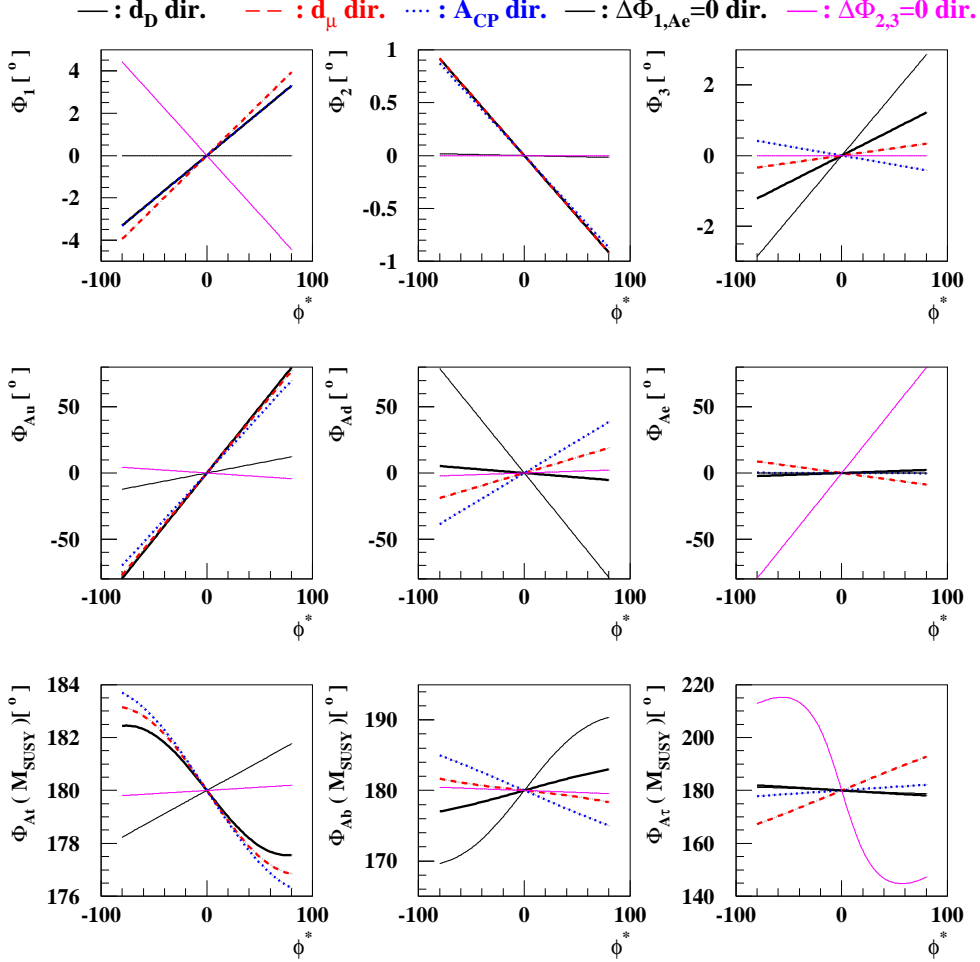 — : d_D dir. – – : d_μ dir. ··· : A_CP dir. — : ΔΦ_1,Ae=0 dir. — : ΔΦ_2,3=0 dir.
Φ_1 [ ° ]
4
2
0
-2
-4
-100 0 100
ϕ*
Φ_2 [ ° ]
1
0.5
0
-0.5
-1
-100 0 100
ϕ*
Φ_3 [ ° ]
2
0
-2
-100 0 100
ϕ*
Φ_Au [ ° ]
50
0
-50
-100 0 100
ϕ*
Φ_Ad [ ° ]
50
0
-50
-100 0 100
ϕ*
Φ_Ae [ ° ]
50
0
-50
-100 0 100
ϕ*
Φ_At ( M_SUSY )[ ° ]
184
182
180
178
176
-100 0 100
ϕ*
Φ_Ab ( M_SUSY )[ ° ]
190
180
170
-100 0 100
ϕ*
Φ_Aτ ( M_SUSY )[ ° ]
220
200
180
160
140
-100 0 100
ϕ*